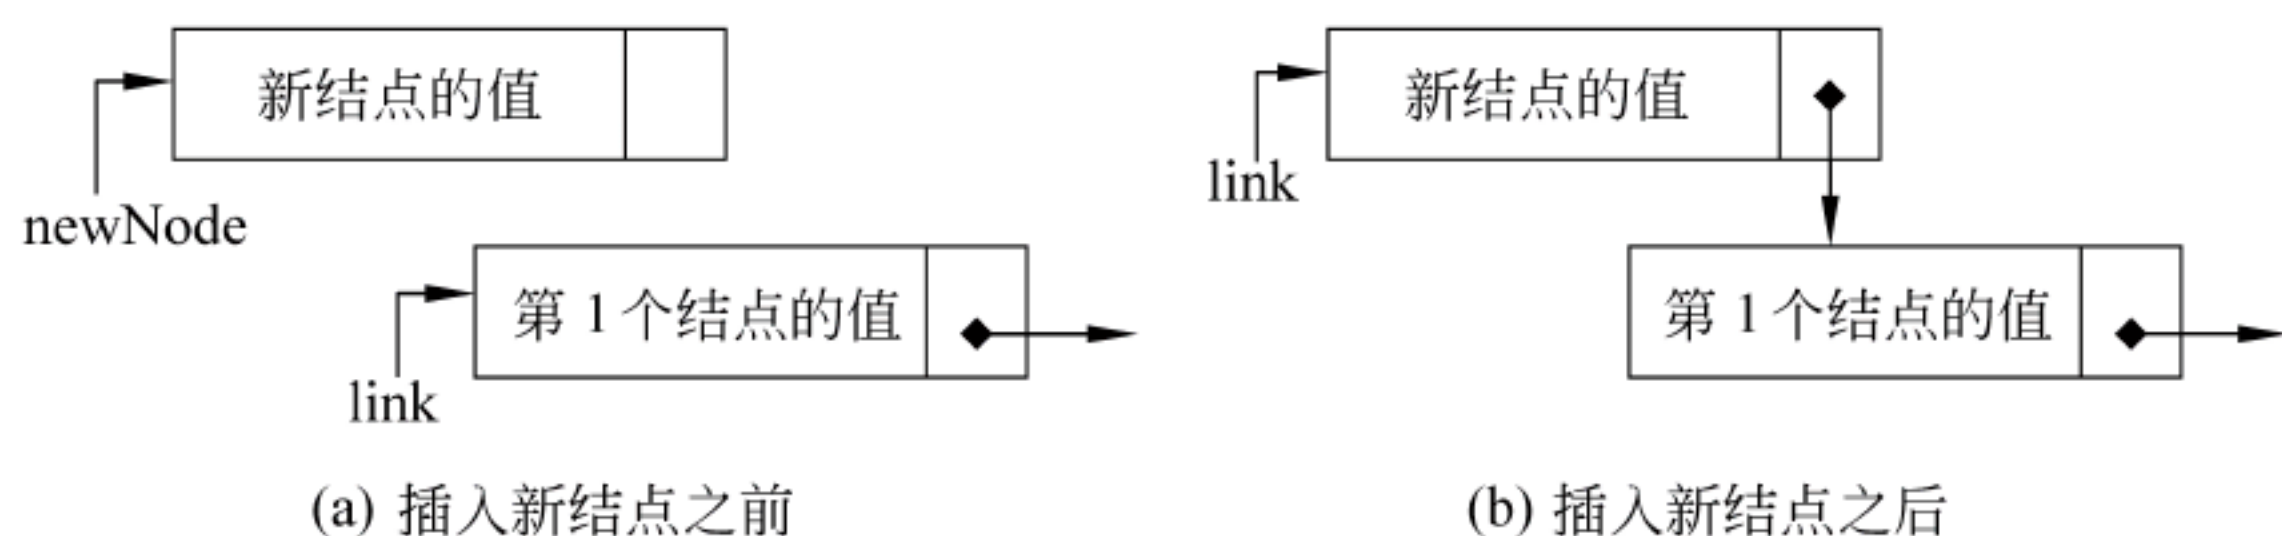 新结点的值
newNode
第 1 个结点的值
link
(a) 插入新结点之前
新结点的值
link
第 1 个结点的值
(b) 插入新结点之后